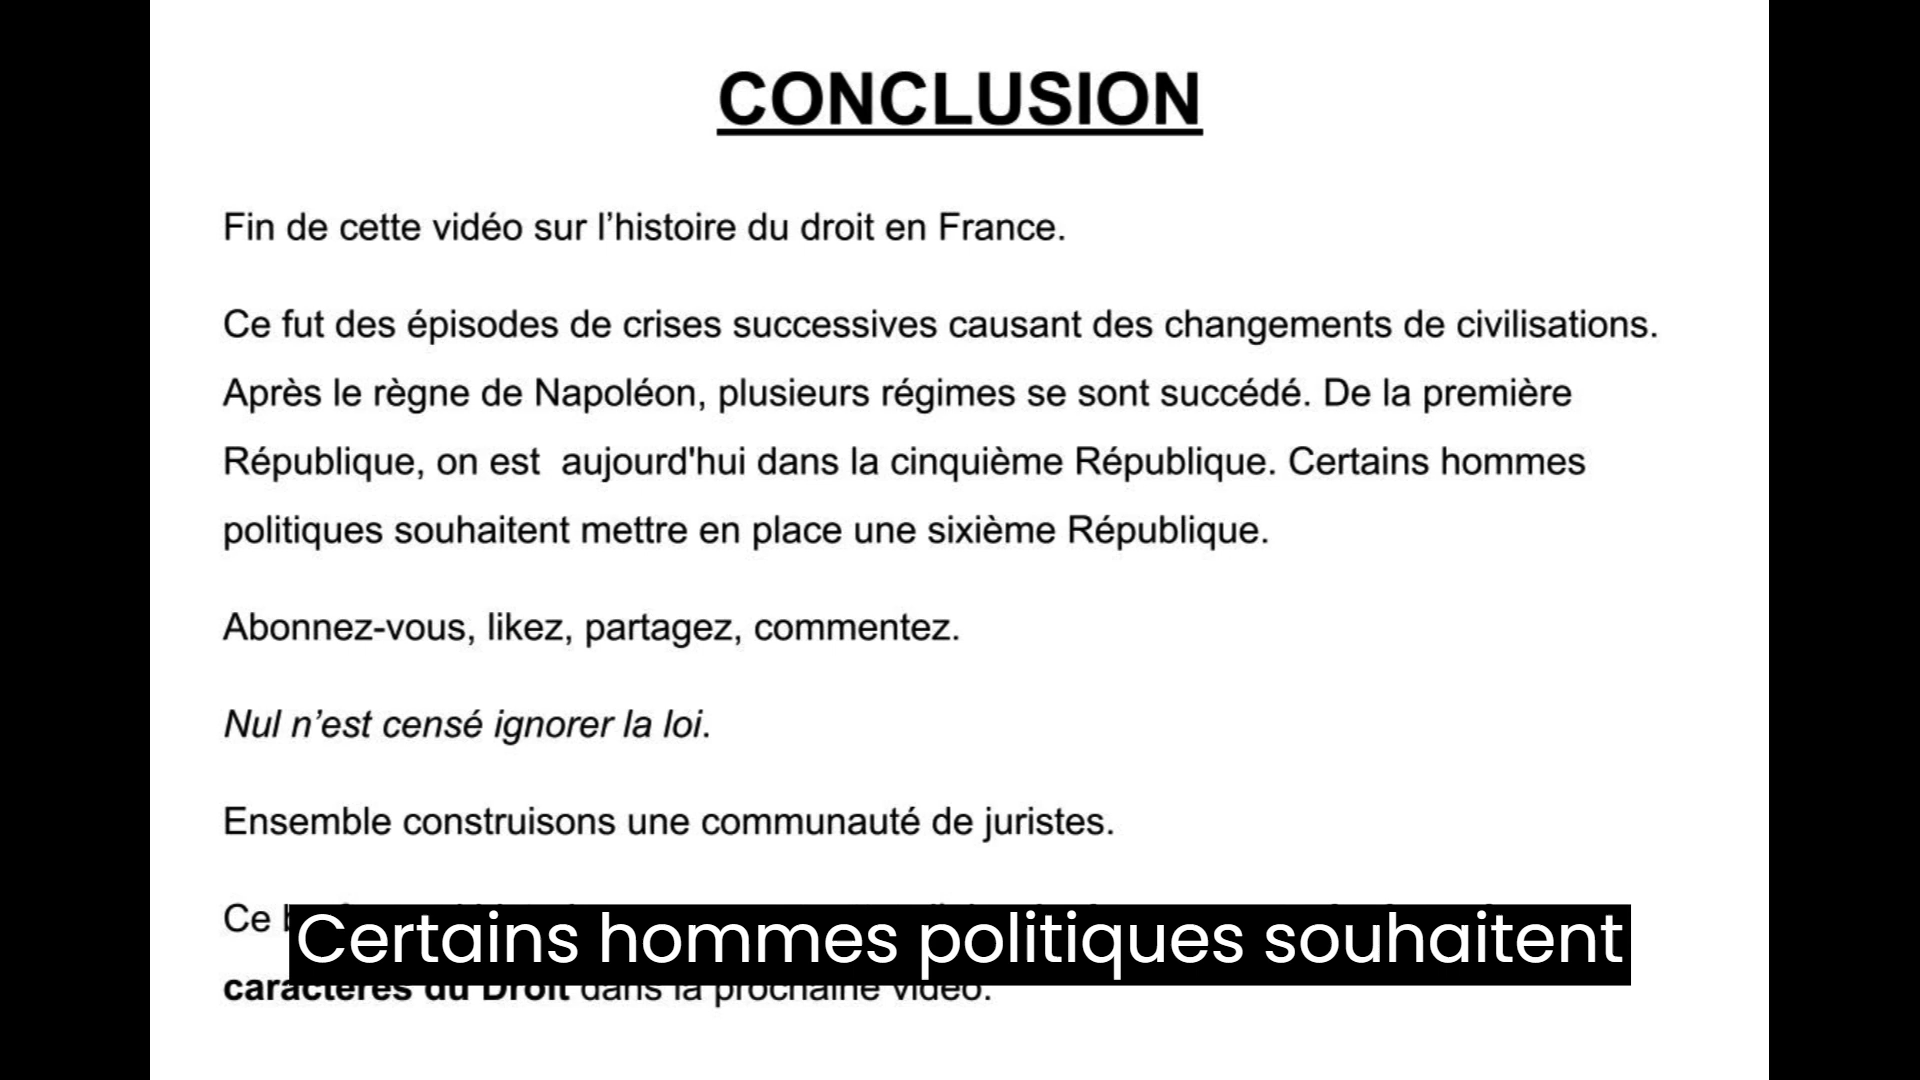 CONCLUSION
Fin de cette vidéo sur l’histoire du droit en France.
Ce fut des épisodes de crises successives causant des changements de civilisations.
Après le règne de Napoléon, plusieurs régimes se sont succédé. De la première
République, on est  aujourd'hui dans la cinquième République. Certains hommes
politiques souhaitent mettre en place une sixième République.
Abonnez-vous, likez, partagez, commentez.
Nul n’est censé ignorer la loi.
Ensemble construisons une communauté de juristes.
Ce
Certains hommes politiques souhaitent
caractères du Droit dans la prochaine vidéo.